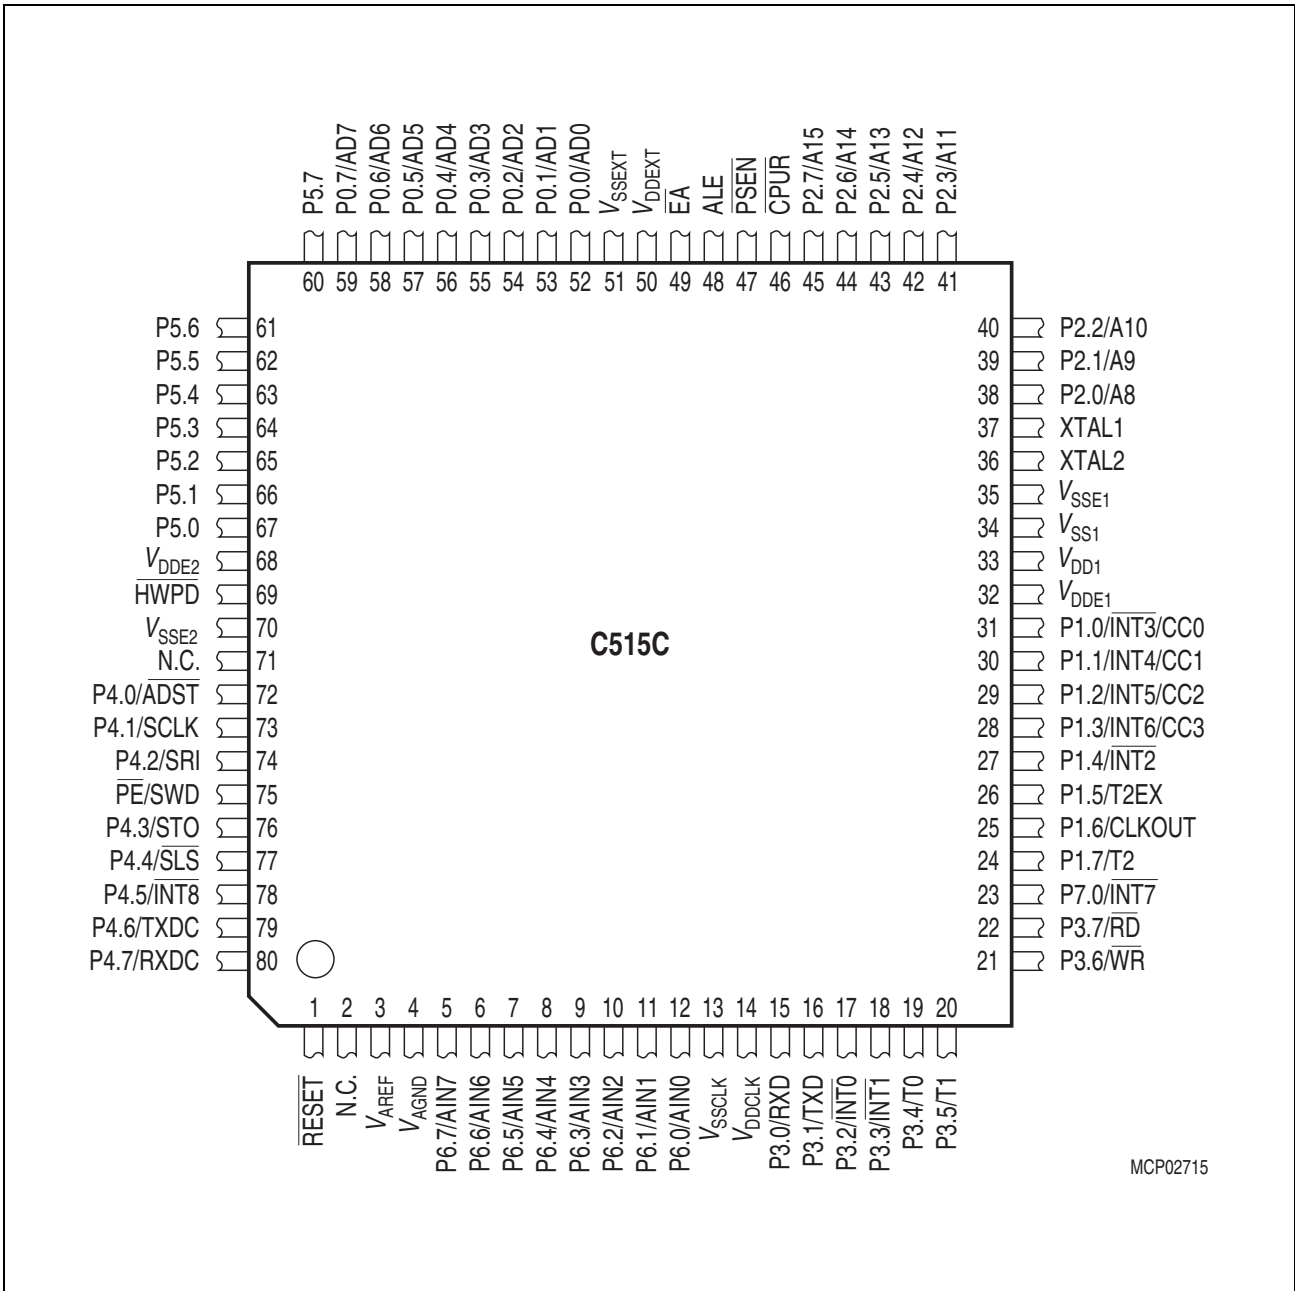 P5.7
P0.7/AD7
P0.6/AD6
P0.5/AD5
P0.4/AD4
P0.3/AD3
P0.2/AD2
P0.1/AD1
P0.0/AD0
VSSEXT
VDDEXT
EA
ALE
PSEN
CPUR
P2.7/A15
P2.6/A14
P2.5/A13
P2.4/A12
P2.3/A11
60 59 58 57 56 55 54 53 52 51 50 49 48 47 46 45 44 43 42 41
P5.6 61
P5.5 62
P5.4 63
P5.3 64
P5.2 65
P5.1 66
P5.0 67
VDDE2 68
HWPD 69
VSSE2 70
N.C. 71
P4.0/ADST 72
P4.1/SCLK 73
P4.2/SRI 74
PE/SWD 75
P4.3/STO 76
P4.4/SLS 77
P4.5/INT8 78
P4.6/TXDC 79
P4.7/RXDC 80
C515C
40 P2.2/A10
39 P2.1/A9
38 P2.0/A8
37 XTAL1
36 XTAL2
35 VSSE1
34 VSS1
33 VDD1
32 VDDE1
31 P1.0/INT3/CC0
30 P1.1/INT4/CC1
29 P1.2/INT5/CC2
28 P1.3/INT6/CC3
27 P1.4/INT2
26 P1.5/T2EX
25 P1.6/CLKOUT
24 P1.7/T2
23 P7.0/INT7
22 P3.7/RD
21 P3.6/WR
1 2 3 4 5 6 7 8 9 10 11 12 13 14 15 16 17 18 19 20
RESET
N.C.
VAREF
VAGND
P6.7/AIN7
P6.6/AIN6
P6.5/AIN5
P6.4/AIN4
P6.3/AIN3
P6.2/AIN2
P6.1/AIN1
P6.0/AIN0
VSSCLK
VDDCLK
P3.0/RXD
P3.1/TXD
P3.2/INT0
P3.3/INT1
P3.4/T0
P3.5/T1
MCP02715